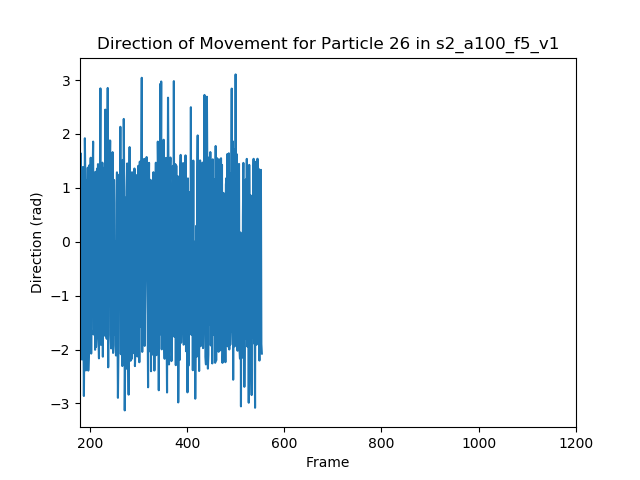 Direction of Movement for Particle 26 in s2_a100_f5_v1
3
2
1
0
−1
−2
−3
Direction (rad)
200 400 600 800 1000 1200
Frame